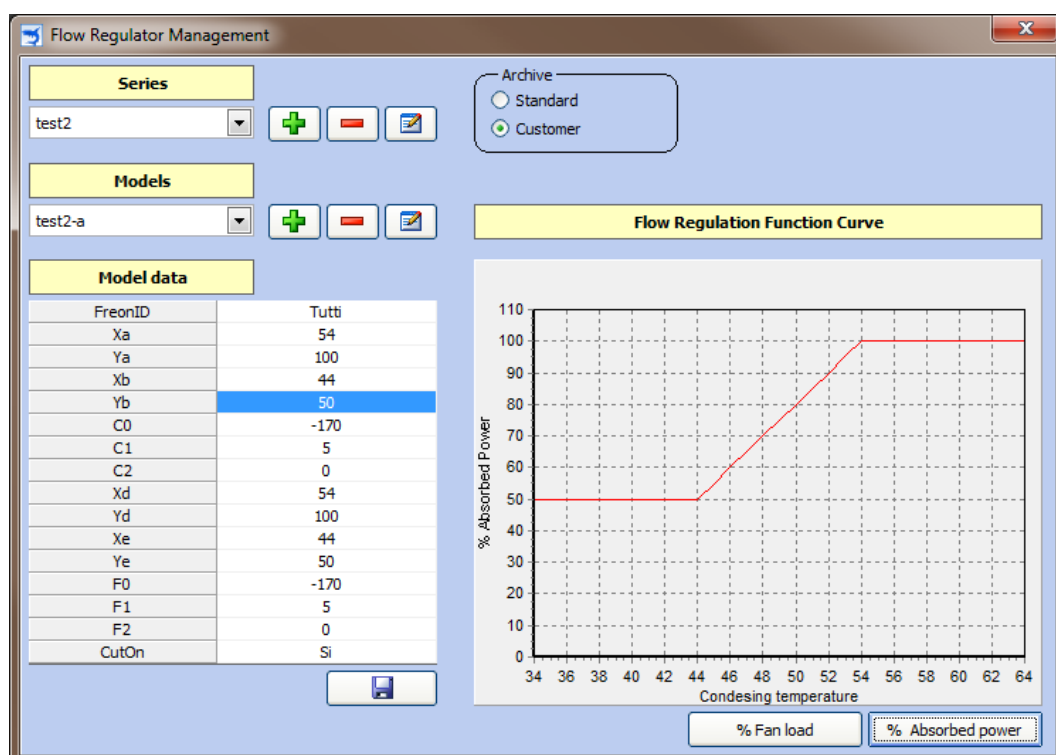 Flow Regulator Management
x
Series
test2
Archive
Standard
Customer
Models
test2-a
Flow Regulation Function Curve
Model data
FreonID Tutti
Xa 54
Ya 100
Xb 44
Yb 50
C0 -170
C1 5
C2 0
Xd 54
Yd 100
Xe 44
Ye 50
F0 -170
F1 5
F2 0
CutOn Si
% Absorbed Power
110
100
90
80
70
60
50
40
30
20
10
0
34 36 38 40 42 44 46 48 50 52 54 56 58 60 62 64
Condesing temperature
% Fan load
% Absorbed power